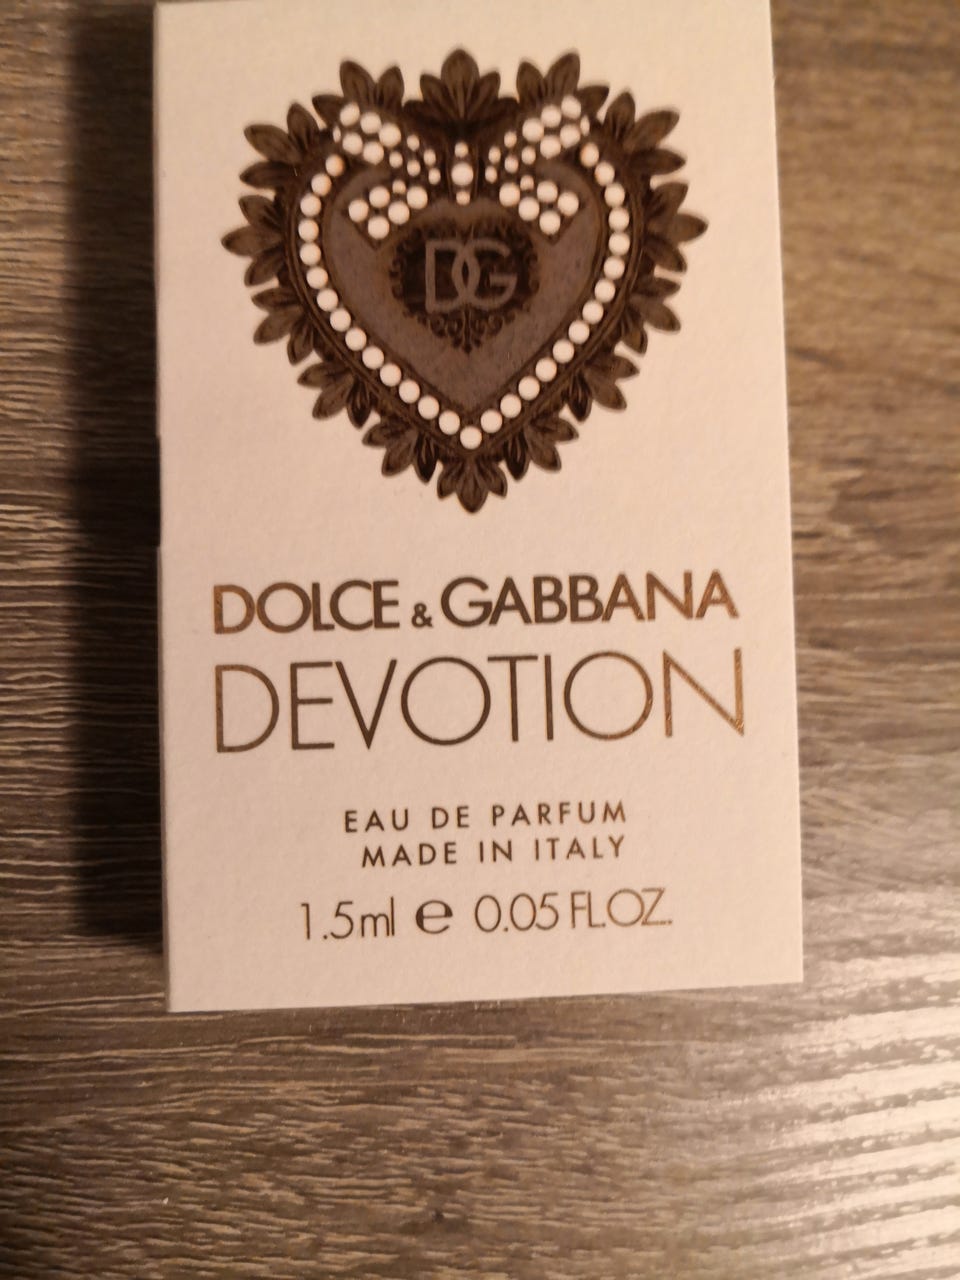 DG
DOLCE & GABBANA
DEVOTION
EAU DE PARFUM
MADE IN ITALY
1.5ml e 0.05 FL.OZ.